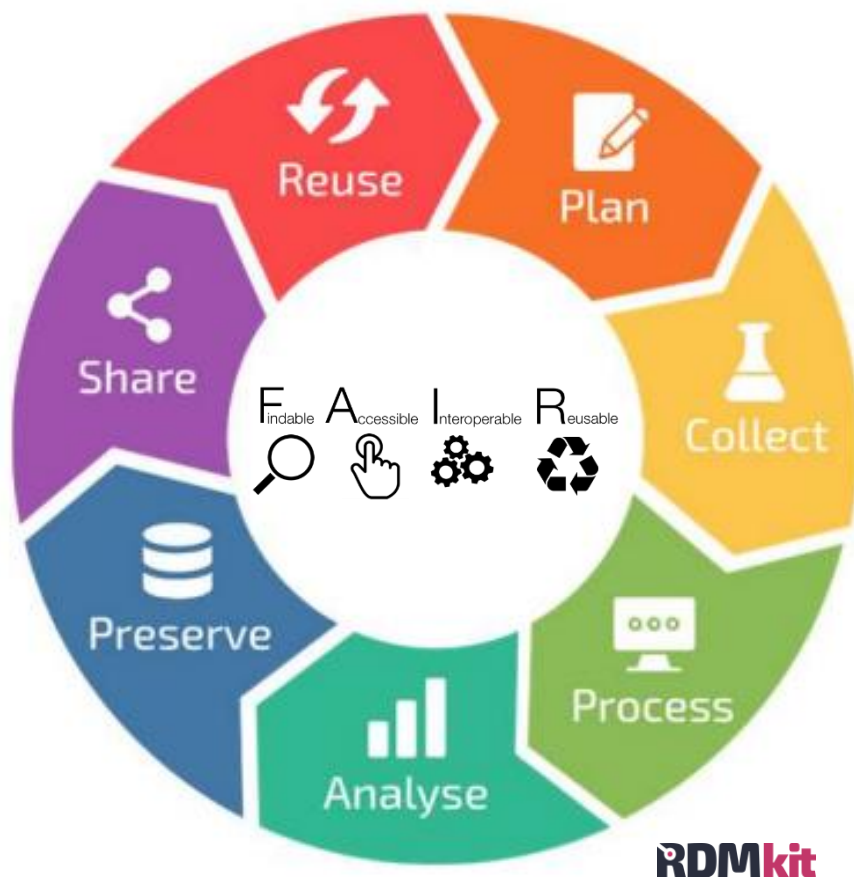 Reuse
Plan
Share
Collect
Findable Accessible Interoperable Reusable
Preserve
Process
Analyse
RDMkit